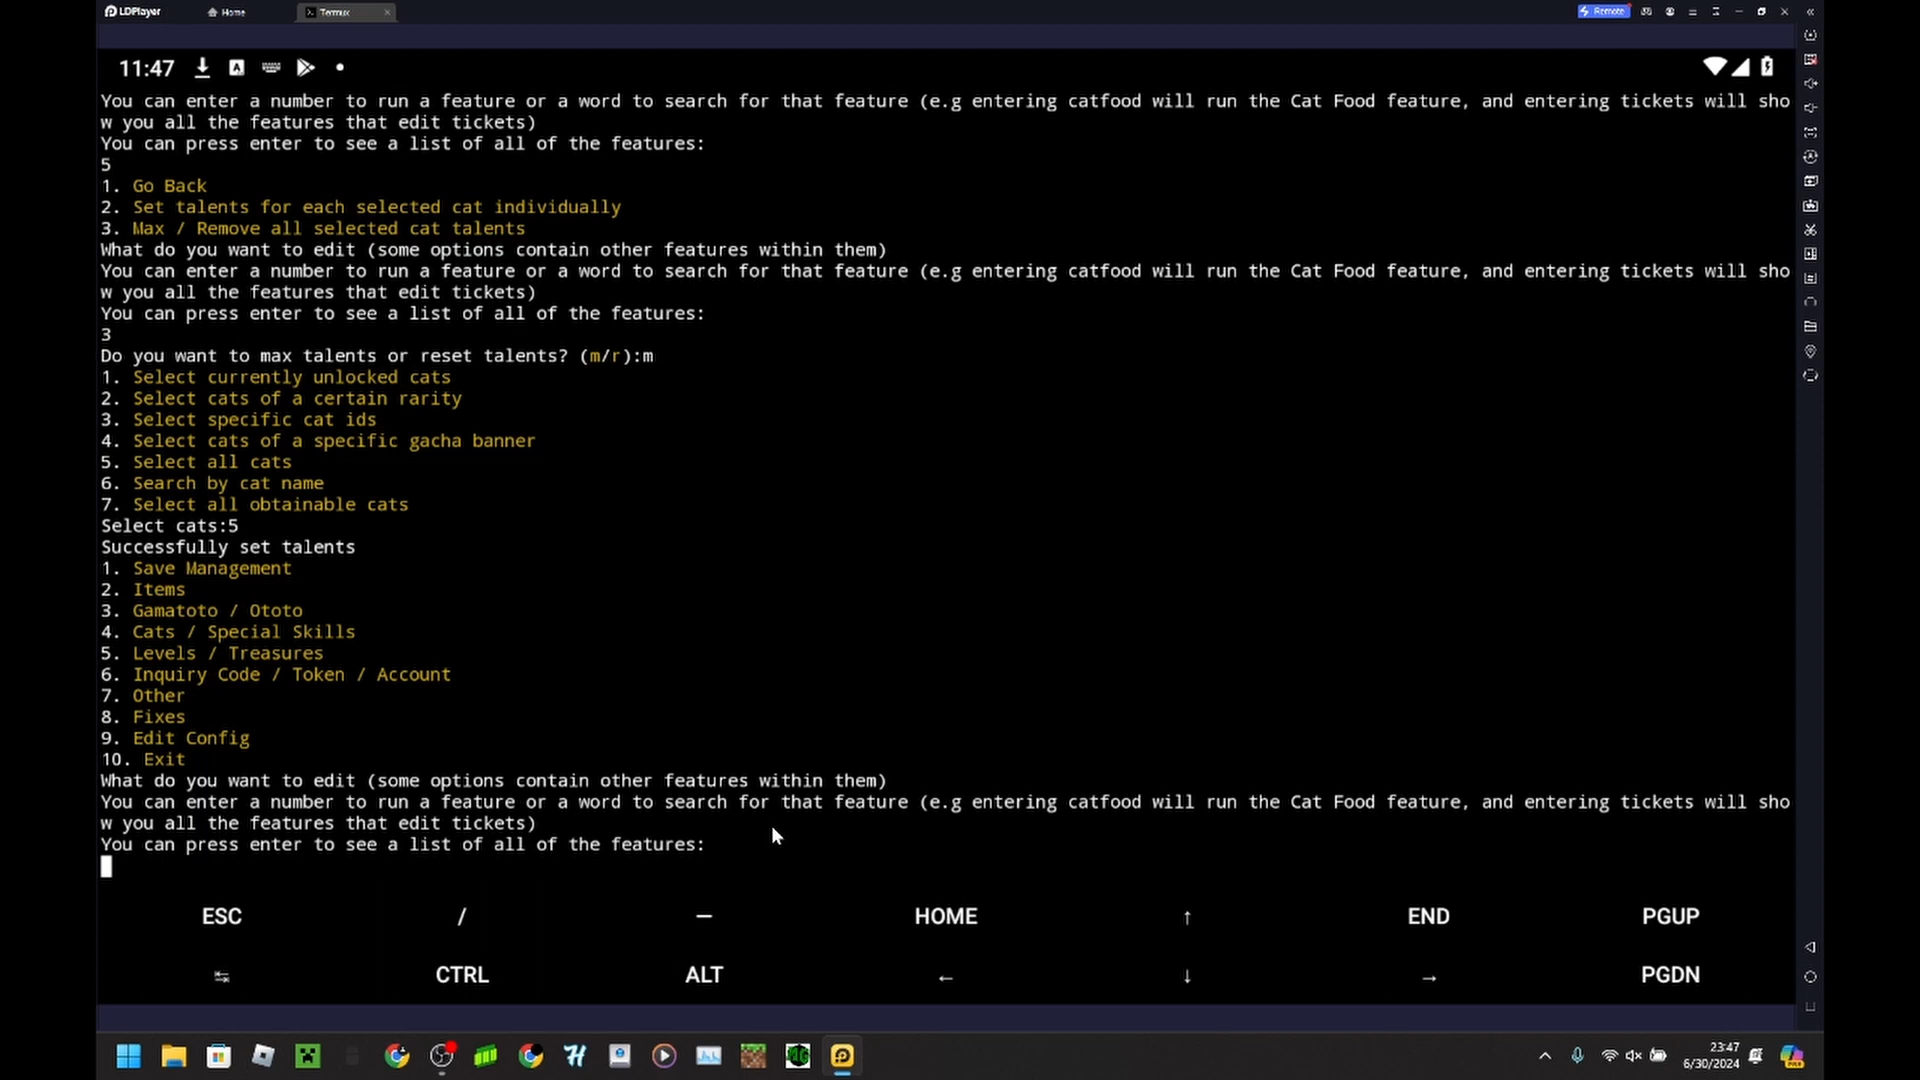 LDPlayer
Home
Termux
Remote
11:47
You can enter a number to run a feature or a word to search for that feature (e.g entering catfood will run the Cat Food feature, and entering tickets will sho
w you all the features that edit tickets)
You can press enter to see a list of all of the features:
5
1. Go Back
2. Set talents for each selected cat individually
3. Max / Remove all selected cat talents
What do you want to edit (some options contain other features within them)
You can enter a number to run a feature or a word to search for that feature (e.g entering catfood will run the Cat Food feature, and entering tickets will sho
w you all the features that edit tickets)
You can press enter to see a list of all of the features:
3
Do you want to max talents or reset talents? (m/r):m
1. Select currently unlocked cats
2. Select cats of a certain rarity
3. Select specific cat ids
4. Select cats of a specific gacha banner
5. Select all cats
6. Search by cat name
7. Select all obtainable cats
Select cats:5
Successfully set talents
1. Save Management
2. Items
3. Gamatoto / Ototo
4. Cats / Special Skills
5. Levels / Treasures
6. Inquiry Code / Token / Account
7. Other
8. Fixes
9. Edit Config
10. Exit
What do you want to edit (some options contain other features within them)
You can enter a number to run a feature or a word to search for that feature (e.g entering catfood will run the Cat Food feature, and entering tickets will sho
w you all the features that edit tickets)
You can press enter to see a list of all of the features:
ESC / — HOME ↑ END PGUP
CTRL ALT ← ↓ → PGDN
23:47
6/30/2024